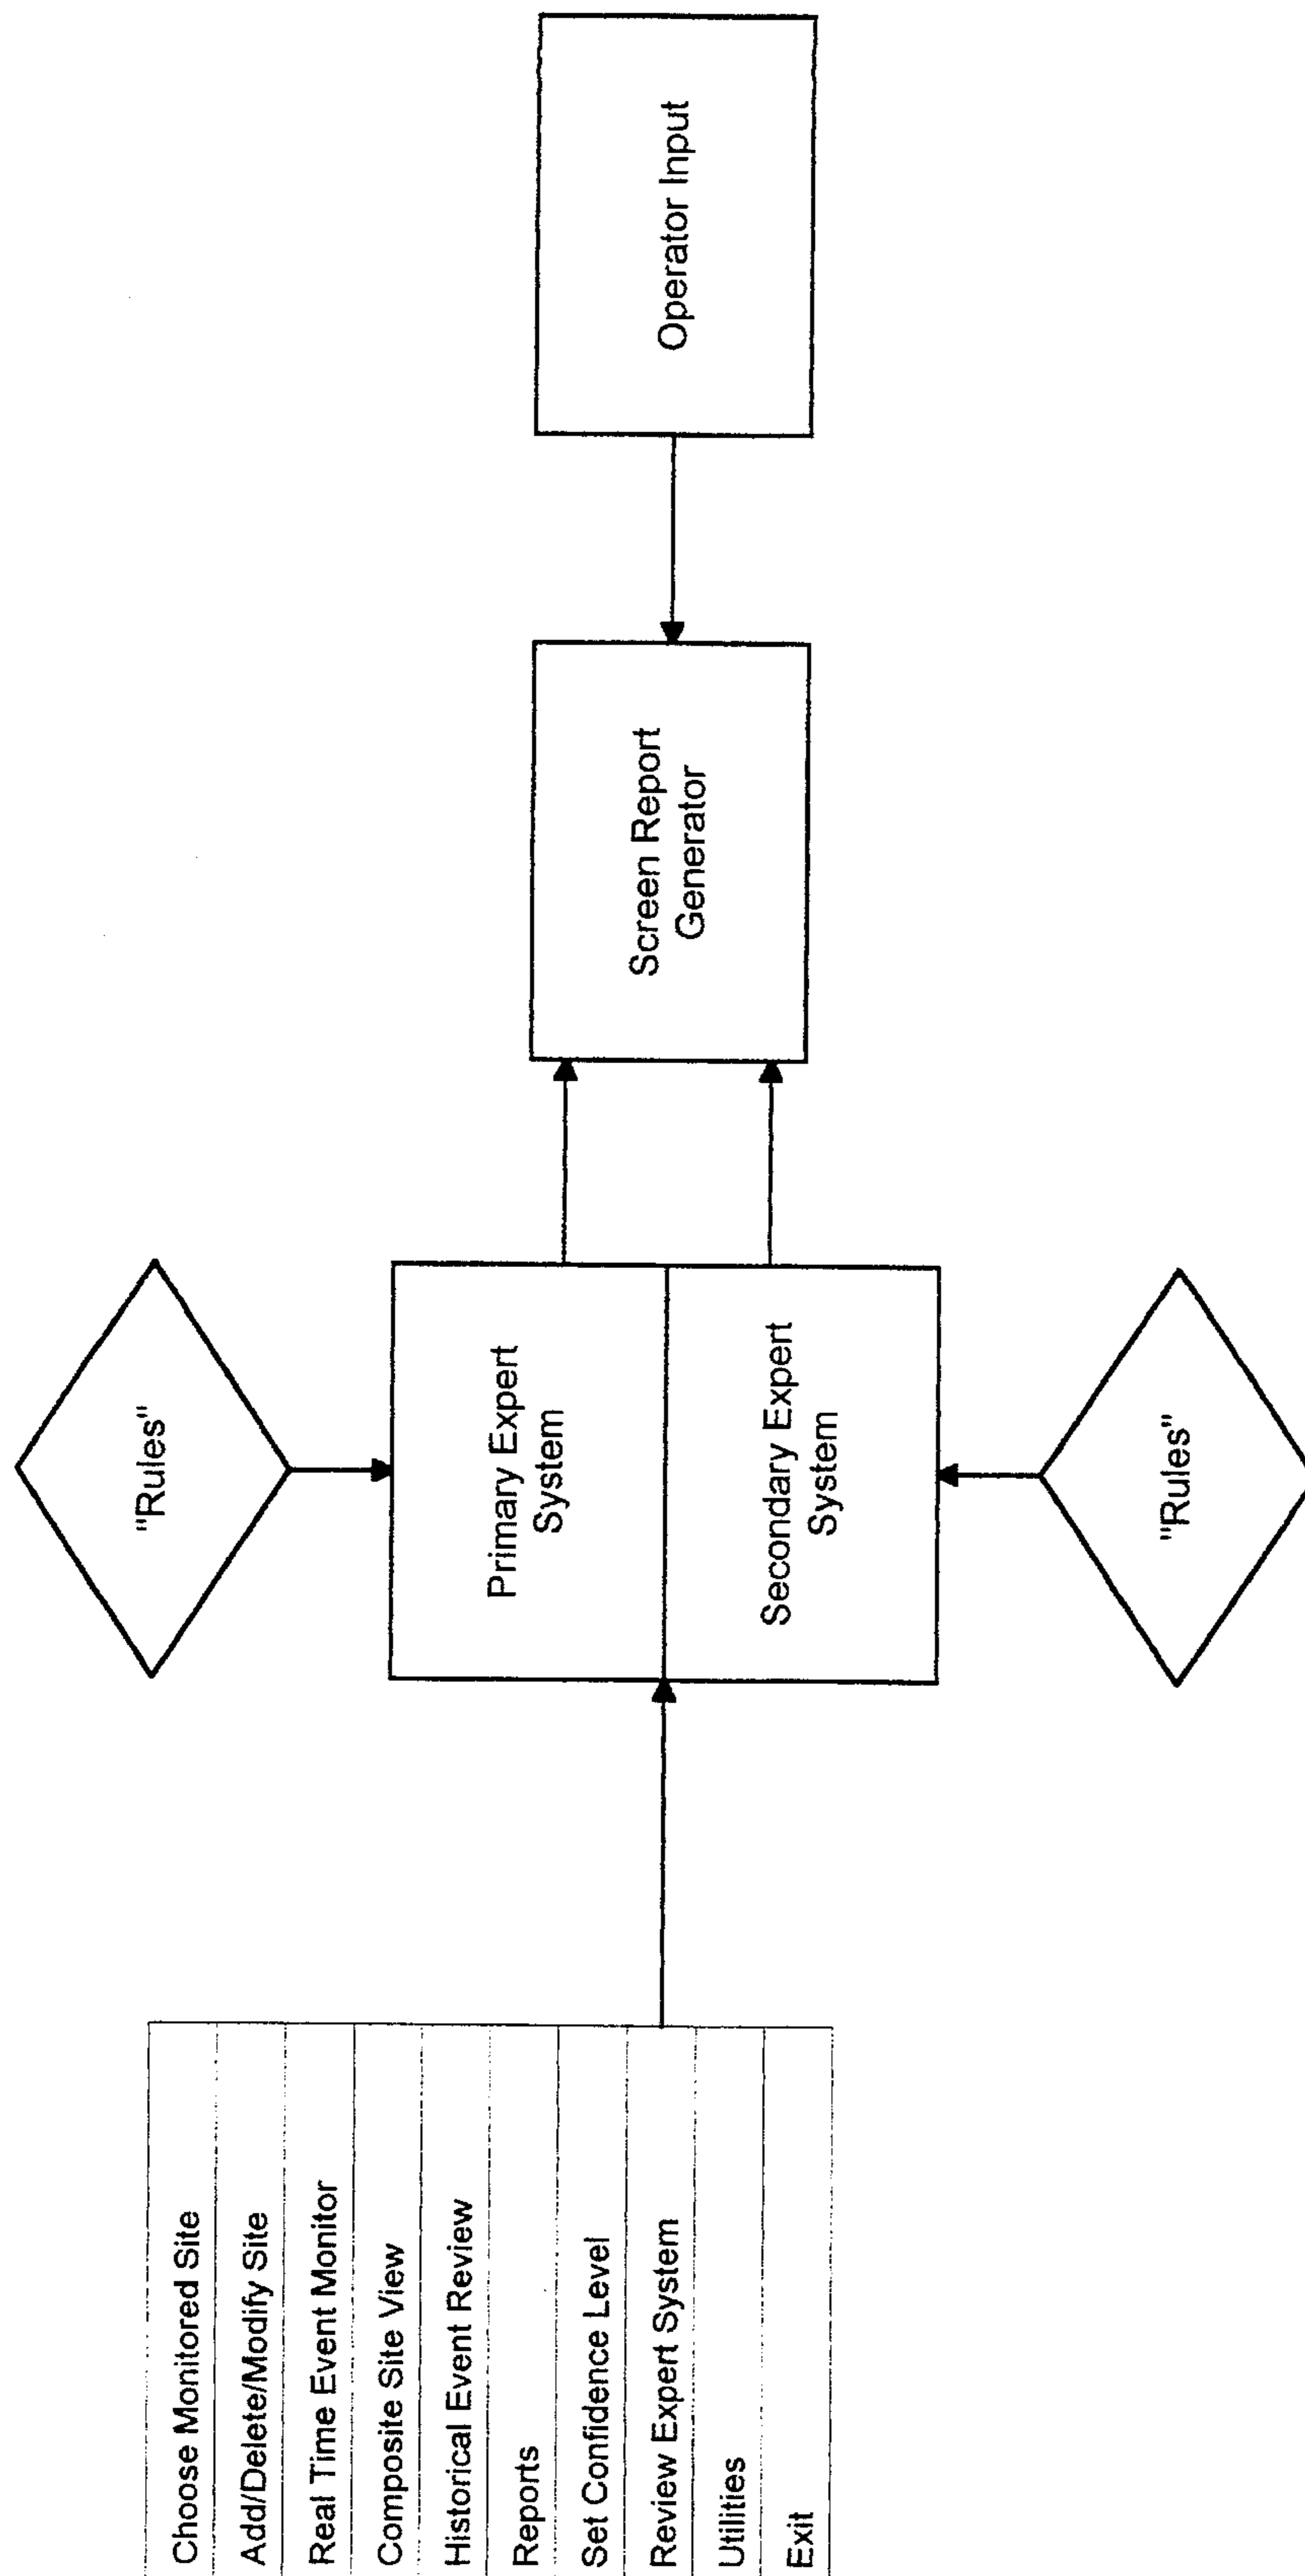 Choose Monitored Site
Add/Delete/Modify Site
Real Time Event Monitor
Composite Site View
Historical Event Review
Reports
Set Confidence Level
Review Expert System
Utilities
Exit
"Rules"
Primary Expert
System
Secondary Expert
System
"Rules"
Screen Report
Generator
Operator Input